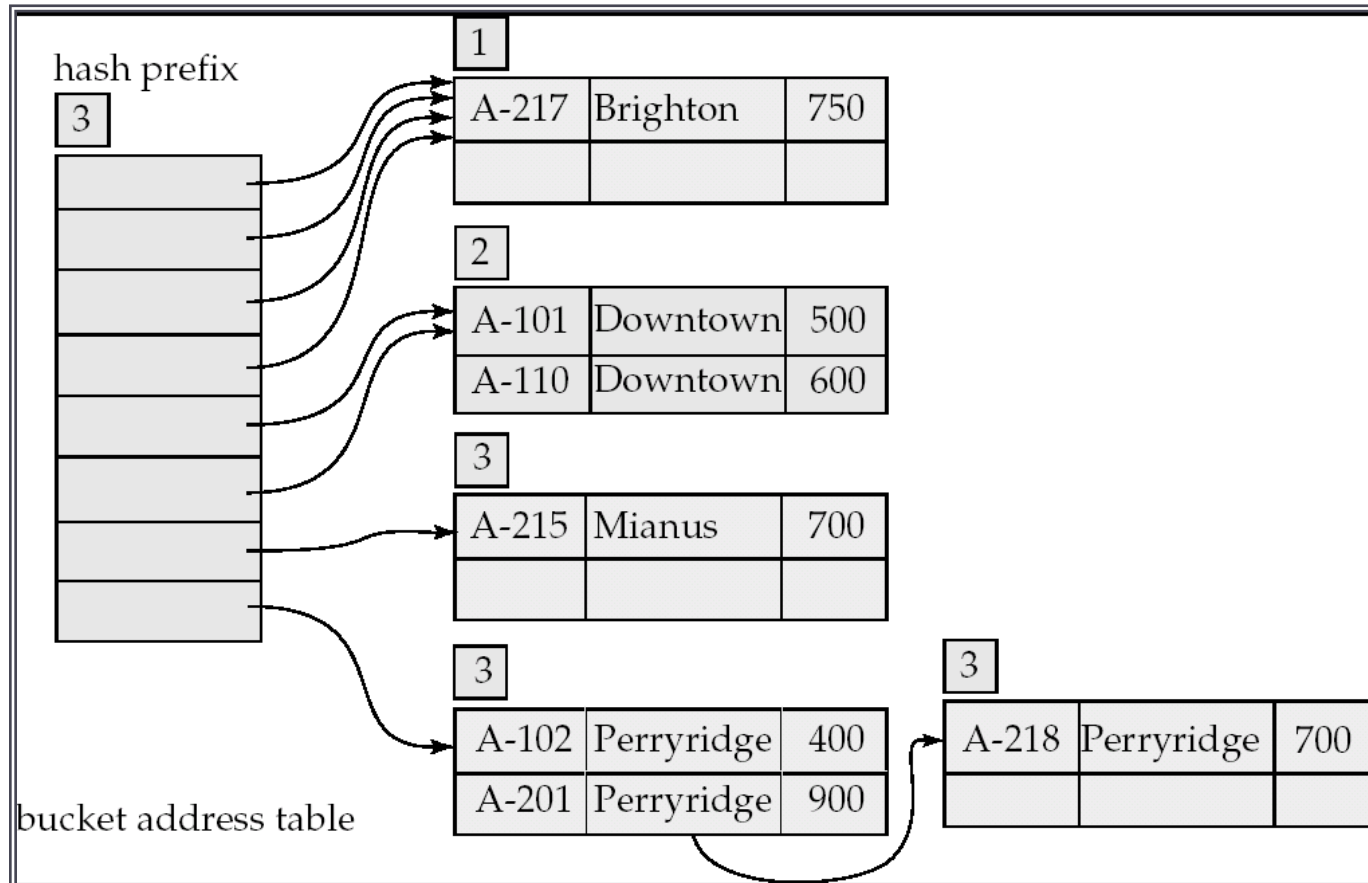 hash prefix
3
1
A-217 Brighton 750
2
A-101 Downtown 500
A-110 Downtown 600
3
A-215 Mianus 700
3
A-102 Perryridge 400
A-201 Perryridge 900
3
A-218 Perryridge 700
bucket address table